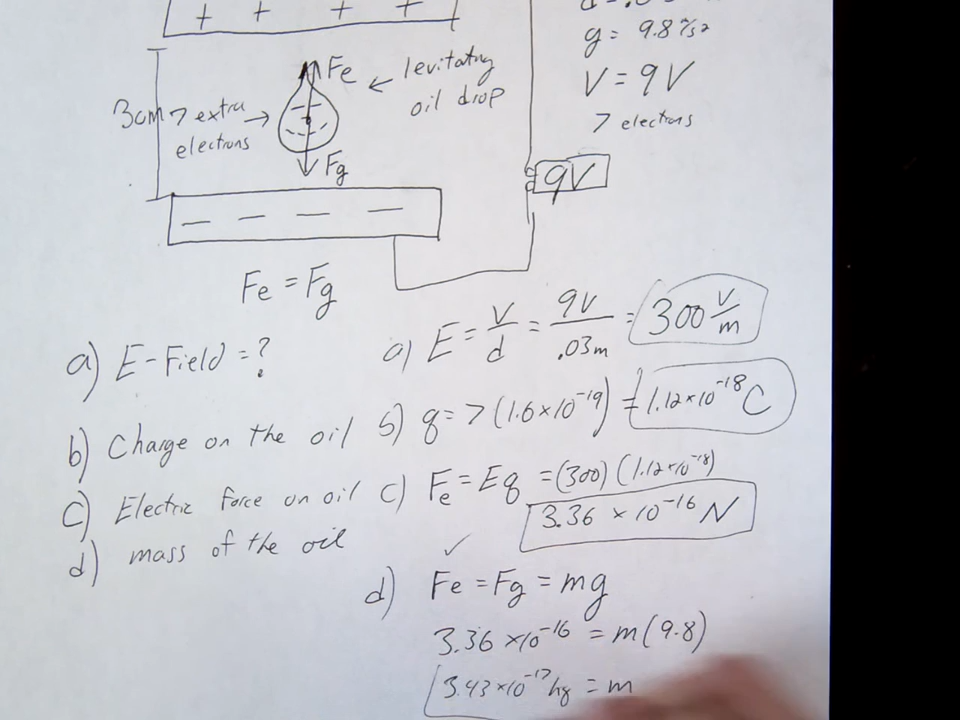 + + + +
g = 9.8 m/s²
V = 9V
7 electrons
Fe
levitating
oil drop
3cm
7 extra
electrons
Fg
9V
— — — —
Fe = Fg
a) E-Field = ?
a) E = V/d = 9V/.03m = 300 V/m
b) Charge on the oil
b) q = 7(1.6×10⁻¹⁹) = 1.12×10⁻¹⁸ C
c) Electric Force on oil
c) Fe = Eq = (300)(1.12×10⁻¹⁸)
3.36 × 10⁻¹⁶ N
d) mass of the oil
✓
d) Fe = Fg = mg
3.36 ×10⁻¹⁶ = m(9.8)
3.43×10⁻¹⁷ kg = m